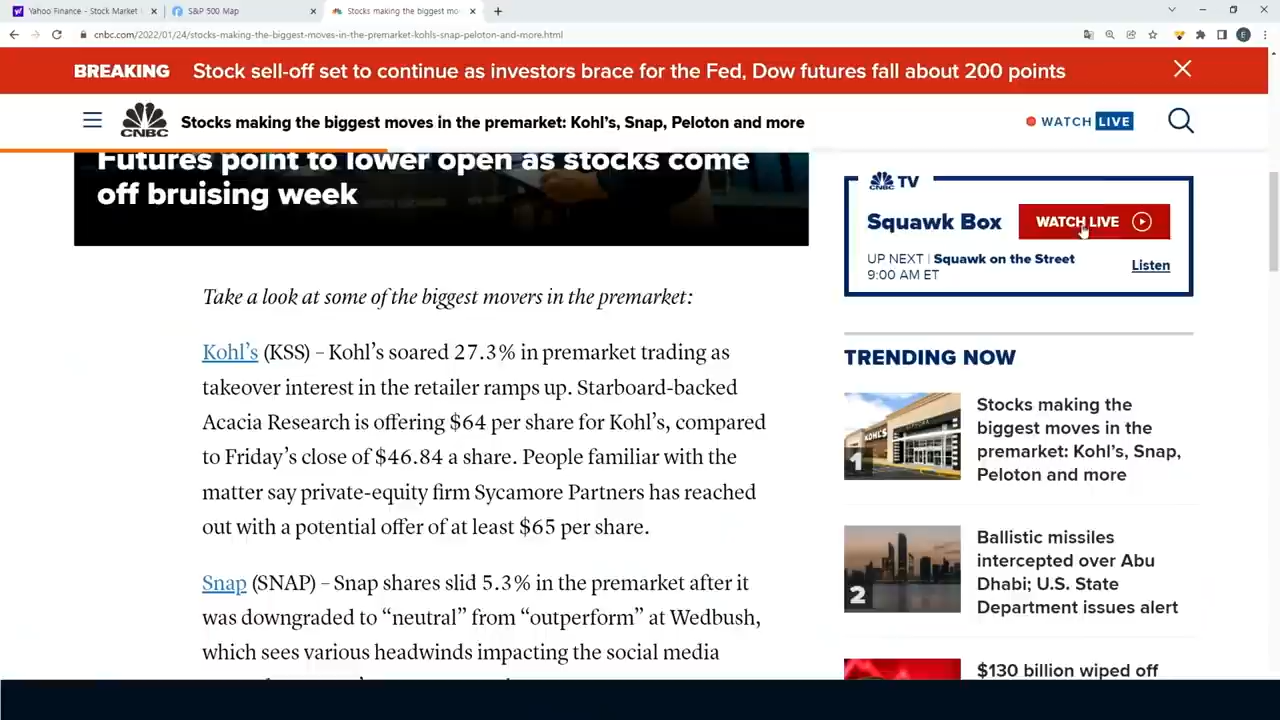 Yahoo Finance - Stock Market
S&P 500 Map
Stocks making the biggest mo
cnbc.com/2022/01/24/stocks-making-the-biggest-moves-in-the-premarket-kohls-snap-peloton-and-more.html
E
BREAKING Stock sell-off set to continue as investors brace for the Fed, Dow futures fall about 200 points
CNBC Stocks making the biggest moves in the premarket: Kohl's, Snap, Peloton and more
WATCH LIVE
Futures point to lower open as stocks come
off bruising week
Take a look at some of the biggest movers in the premarket:
Kohl's (KSS) – Kohl's soared 27.3% in premarket trading as
takeover interest in the retailer ramps up. Starboard-backed
Acacia Research is offering $64 per share for Kohl's, compared
to Friday's close of $46.84 a share. People familiar with the
matter say private-equity firm Sycamore Partners has reached
out with a potential offer of at least $65 per share.
Snap (SNAP) – Snap shares slid 5.3% in the premarket after it
was downgraded to “neutral” from “outperform” at Wedbush,
which sees various headwinds impacting the social media
CNBC TV
Squawk Box WATCH LIVE
UP NEXT | Squawk on the Street
9:00 AM ET
Listen
TRENDING NOW
KOHL'S
1
Stocks making the
biggest moves in the
premarket: Kohl's, Snap,
Peloton and more
2
Ballistic missiles
intercepted over Abu
Dhabi; U.S. State
Department issues alert
$130 billion wiped off